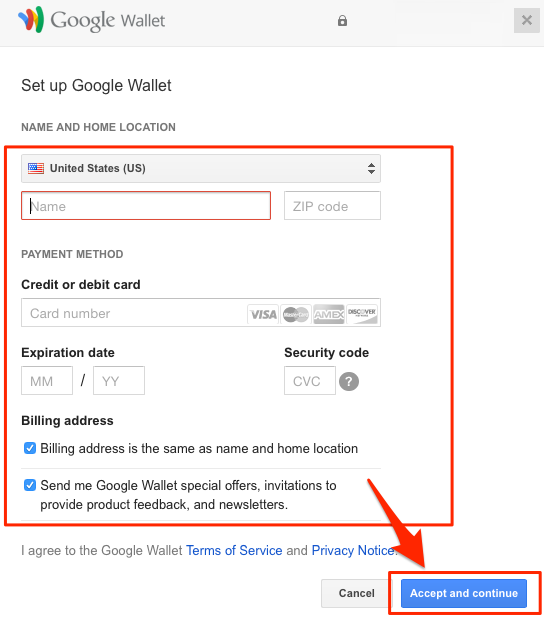 Google Wallet
Set up Google Wallet
NAME AND HOME LOCATION
United States (US)
Name ZIP code
PAYMENT METHOD
Credit or debit card
Card number VISA MasterCard AMEX DISCOVER
Expiration date Security code
MM / YY CVC ?
Billing address
Billing address is the same as name and home location
Send me Google Wallet special offers, invitations to
provide product feedback, and newsletters.
I agree to the Google Wallet Terms of Service and Privacy Notice.
Cancel Accept and continue